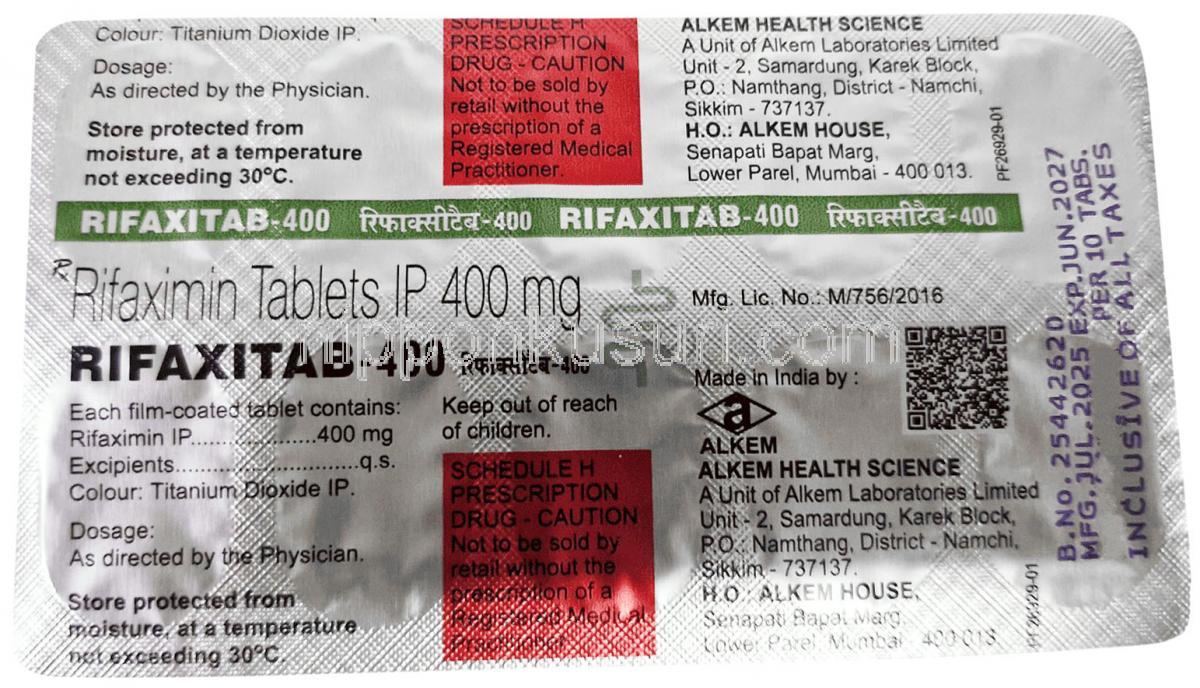 Colour: Titanium Dioxide IP.
Dosage:
As directed by the Physician.
Store protected from
moisture, at a temperature
not exceeding 30°C.
SCHEDULE H
PRESCRIPTION
DRUG - CAUTION
Not to be sold by
retail without the
prescription of a
Registered Medical
Practitioner.
ALKEM HEALTH SCIENCE
A Unit of Alkem Laboratories Limited
Unit - 2, Samardung, Karek Block,
P.O.: Namthang, District - Namchi,
Sikkim - 737137.
H.O.: ALKEM HOUSE,
Senapati Bapat Marg,
Lower Parel, Mumbai - 400 013.
PF26929-01
RIFAXITAB-400 रिफाक्सीटैब-400 RIFAXITAB-400 रिफाक्सीटैब-400
Rx Rifaximin Tablets IP 400 mg
RIFAXITAB-400 रिफाक्सीटैब-400
nipponkusuri.com
Each film-coated tablet contains:
Rifaximin IP...................400 mg
Excipients............................q.s.
Colour: Titanium Dioxide IP.
Dosage:
As directed by the Physician.
Store protected from
moisture, at a temperature
not exceeding 30°C.
Keep out of reach
of children.
SCHEDULE H
PRESCRIPTION
DRUG - CAUTION
Not to be sold by
retail without the
prescription of a
Registered Medical
Practitioner.
Mfg. Lic. No.: M/756/2016
Made in India by :
a
ALKEM
ALKEM HEALTH SCIENCE
A Unit of Alkem Laboratories Limited
Unit - 2, Samardung, Karek Block,
P.O.: Namthang, District - Namchi,
Sikkim - 737137.
H.O.: ALKEM HOUSE,
Senapati Bapat Marg,
Lower Parel, Mumbai - 400 013
B.No. 25442620
MFG.JUL.2025 EXP.JUN.2027
PER 10 TABS.
INCLUSIVE OF ALL TAXES